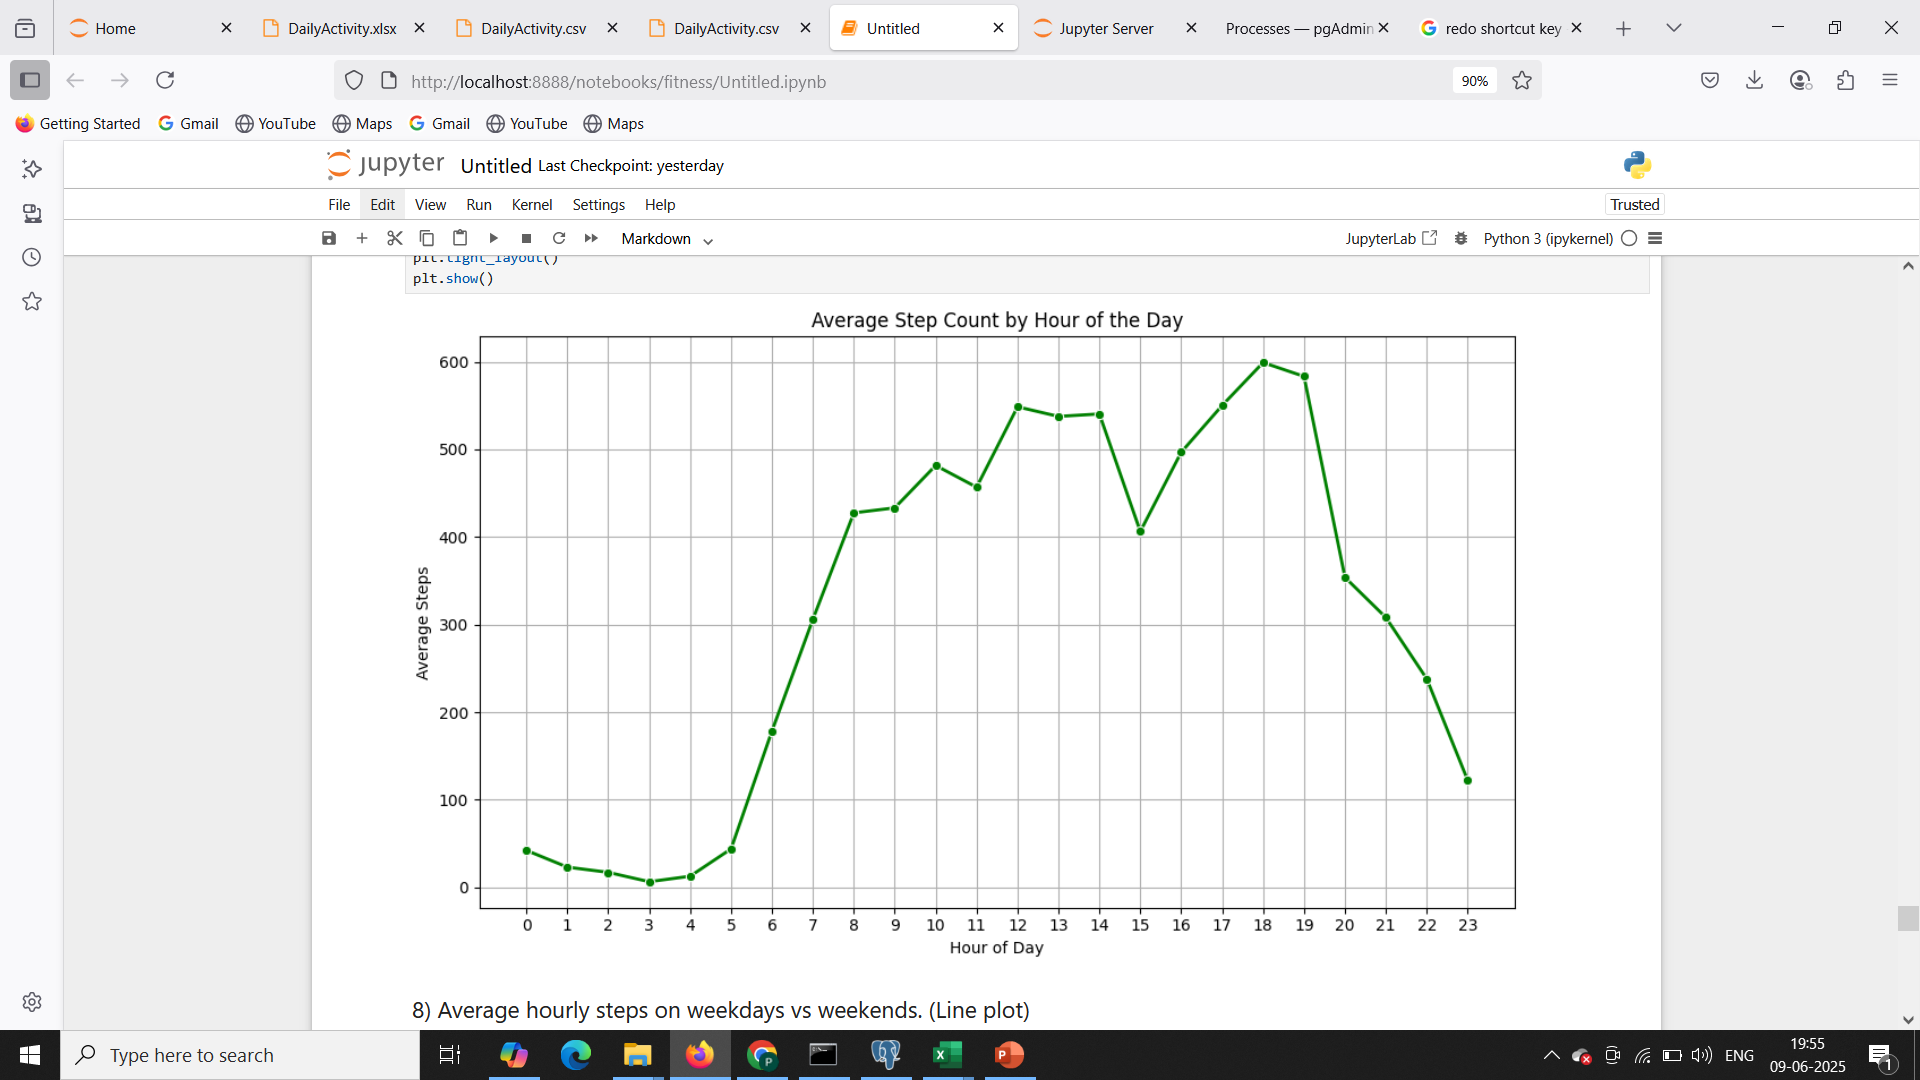 Home
DailyActivity.xlsx
DailyActivity.csv
DailyActivity.csv
Untitled
Jupyter Server
Processes — pgAdmin
redo shortcut key
http://localhost:8888/notebooks/fitness/Untitled.ipynb
90%
Getting Started
Gmail
YouTube
Maps
Gmail
YouTube
Maps
jupyter Untitled Last Checkpoint: yesterday
File Edit View Run Kernel Settings Help
Trusted
Markdown
JupyterLab
Python 3 (ipykernel)
plt.tight_layout()
plt.show()
Average Step Count by Hour of the Day
600
500
400
300
200
100
0
Average Steps
0 1 2 3 4 5 6 7 8 9 10 11 12 13 14 15 16 17 18 19 20 21 22 23
Hour of Day
8) Average hourly steps on weekdays vs weekends. (Line plot)
Type here to search
P
X
P
ENG
19:55
09-06-2025
1